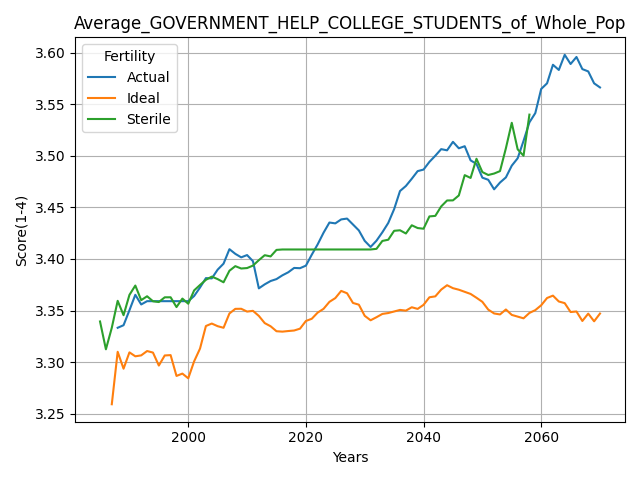 Average_GOVERNMENT_HELP_COLLEGE_STUDENTS_of_Whole_Pop
3.60
3.55
3.50
3.45
3.40
3.35
3.30
3.25
Score(1-4)
Fertility
Actual
Ideal
Sterile
2000 2020 2040 2060
Years